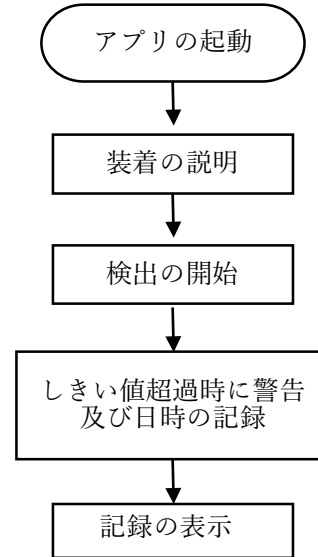 アプリの起動
装着の説明
検出の開始
しきい値超過時に警告
及び日時の記録
記録の表示